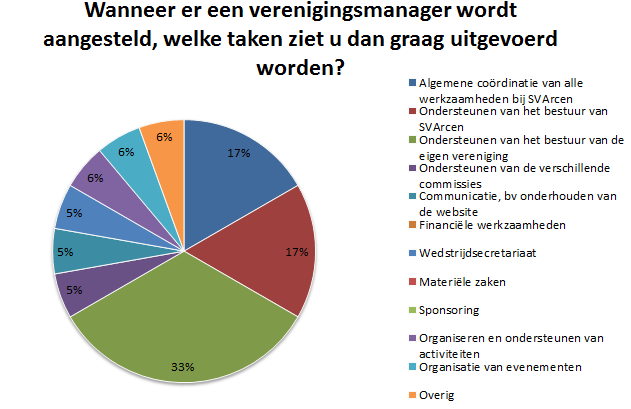 Wanneer er een verenigingsmanager wordt
aangesteld, welke taken ziet u dan graag uitgevoerd
worden?
17%
17%
33%
5%
5%
5%
6%
6%
6%
Algemene coördinatie van alle
werkzaamheden bij SVArcen
Ondersteunen van het bestuur van
SVArcen
Ondersteunen van het bestuur van de
eigen vereniging
Ondersteunen van de verschillende
commissies
Communicatie, bv onderhouden van
de website
Financiële werkzaamheden
Wedstrijdsecretariaat
Materiële zaken
Sponsoring
Organiseren en ondersteunen van
activiteiten
Organisatie van evenementen
Overig